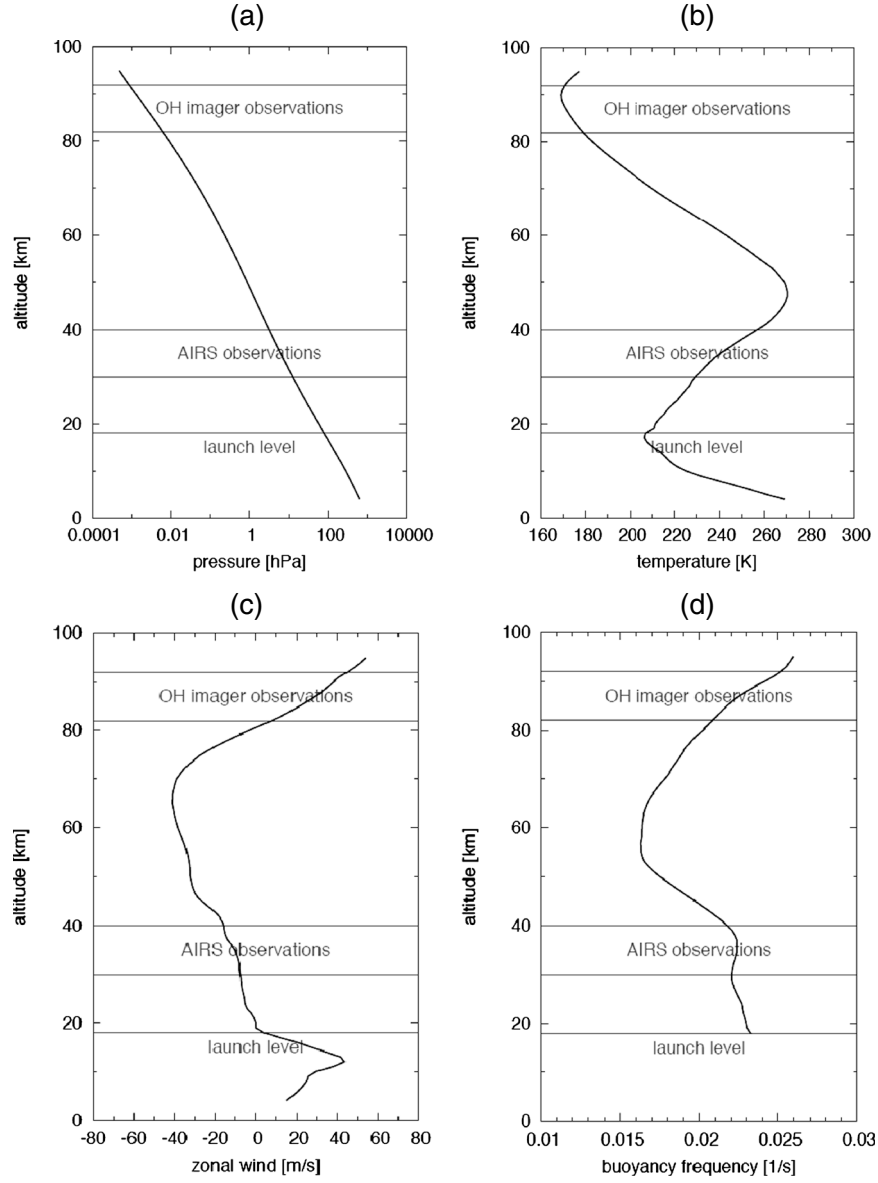 (a)
100
80
60
40
20
0
altitude [km]
OH imager observations
AIRS observations
launch level
0.0001 0.01 1 100 10000
pressure [hPa]
(b)
100
80
60
40
20
0
altitude [km]
OH imager observations
AIRS observations
launch level
160 180 200 220 240 260 280 300
temperature [K]
(c)
100
80
60
40
20
0
altitude [km]
OH imager observations
AIRS observations
launch level
-80 -60 -40 -20 0 20 40 60 80
zonal wind [m/s]
(d)
100
80
60
40
20
0
altitude [km]
OH imager observations
AIRS observations
launch level
0.01 0.015 0.02 0.025 0.03
buoyancy frequency [1/s]